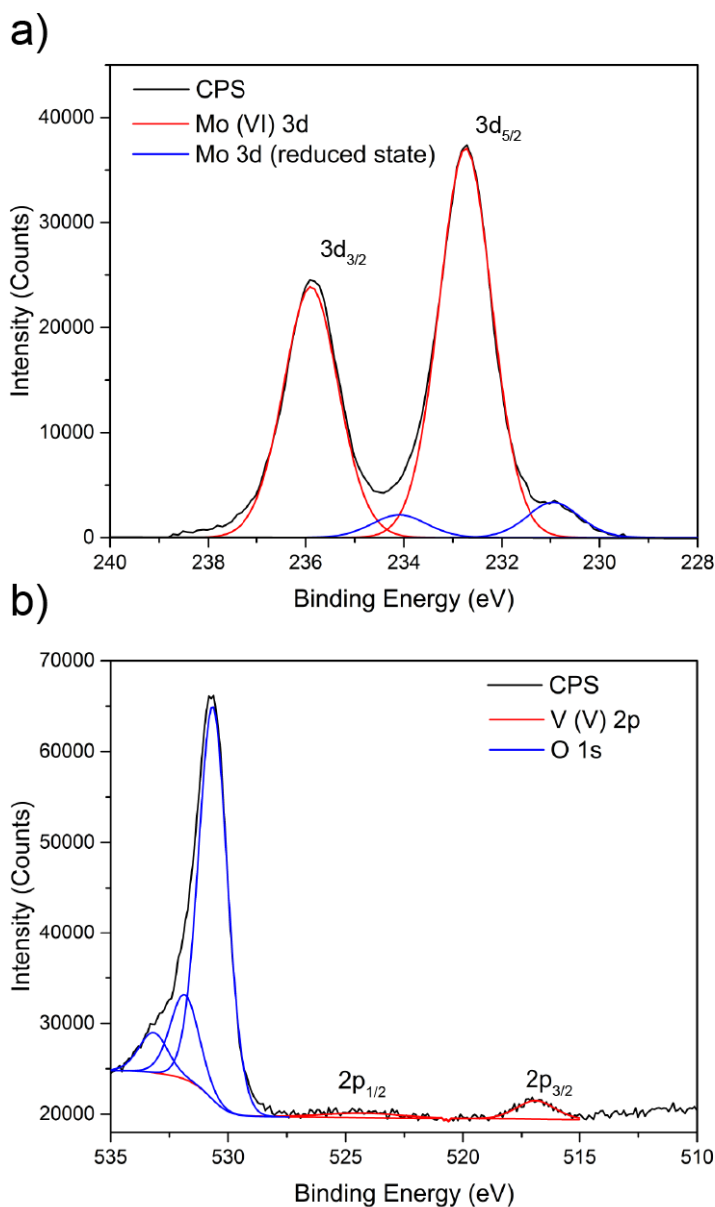 a)
CPS
Mo (VI) 3d
Mo 3d (reduced state)
3d5/2
3d3/2
Intensity (Counts)
40000
30000
20000
10000
0
240 238 236 234 232 230 228
Binding Energy (eV)
b)
CPS
V (V) 2p
O 1s
2p1/2
2p3/2
Intensity (Counts)
70000
60000
50000
40000
30000
20000
535 530 525 520 515 510
Binding Energy (eV)